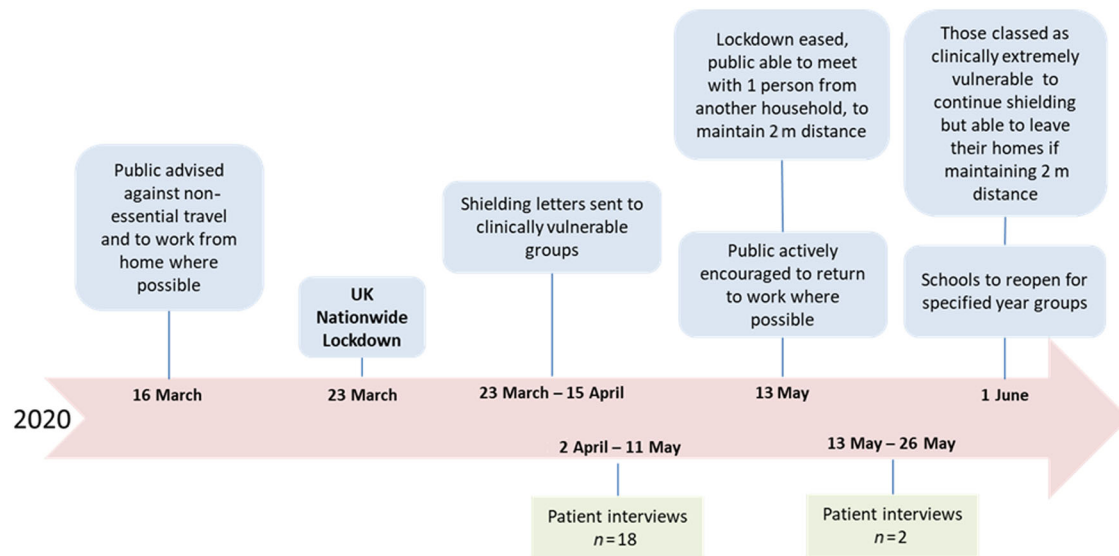 Public advised
against non-
essential travel
and to work from
home where
possible
UK
Nationwide
Lockdown
Shielding letters sent to
clinically vulnerable
groups
Lockdown eased,
public able to meet
with 1 person from
another household, to
maintain 2 m distance
Public actively
encouraged to return
to work where
possible
Those classed as
clinically extremely
vulnerable to
continue shielding
but able to leave
their homes if
maintaining 2 m
distance
Schools to reopen for
specified year groups
2020
16 March
23 March
23 March – 15 April
13 May
1 June
2 April – 11 May
13 May – 26 May
Patient interviews
n=18
Patient interviews
n=2